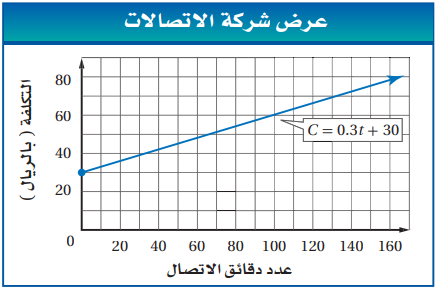 عرض شركة الاتصالات
التكلفة ( بالريال )
80
60
40
20
0
C = 0.3t + 30
20 40 60 80 100 120 140 160
عدد دقائق الاتصال